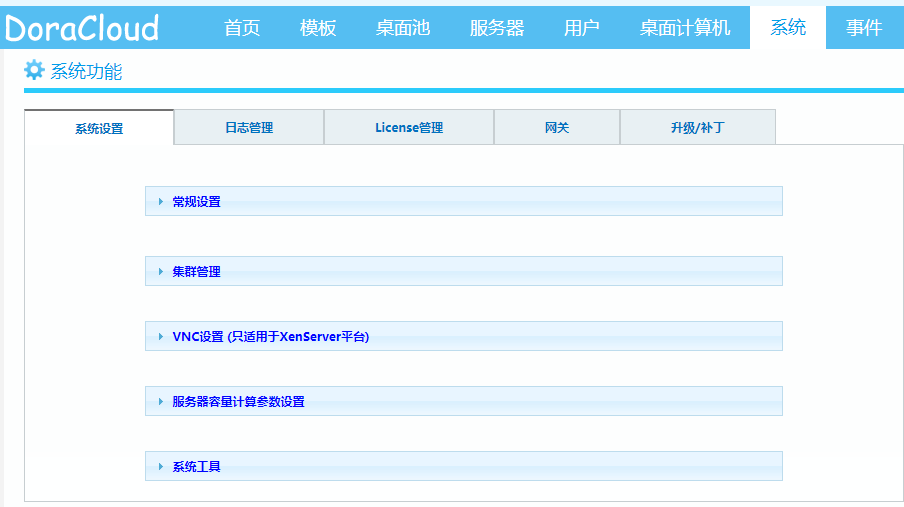 DoraCloud 首页 模板 桌面池 服务器 用户 桌面计算机 系统 事件
系统功能
系统设置 日志管理 License管理 网关 升级/补丁
常规设置
集群管理
VNC设置 (只适用于XenServer平台)
服务器容量计算参数设置
系统工具